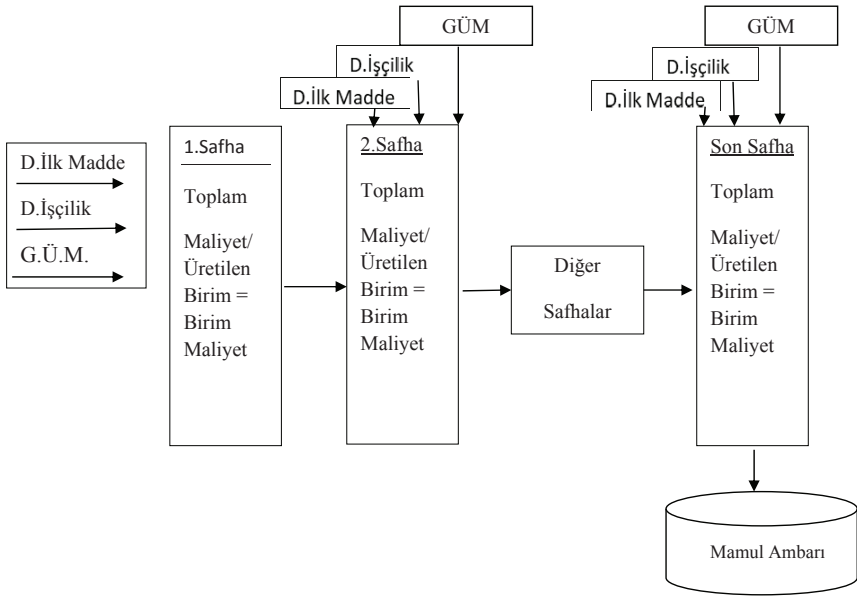 GÜM
D.İşçilik
D.İlk Madde
GÜM
D.İşçilik
D.İlk Madde
D.İlk Madde
D.İşçilik
G.Ü.M.
1.Safha
Toplam
Maliyet/
Üretilen
Birim =
Birim
Maliyet
2.Safha
Toplam
Maliyet/
Üretilen
Birim =
Birim
Maliyet
Diğer
Safhalar
Son Safha
Toplam
Maliyet/
Üretilen
Birim =
Birim
Maliyet
Mamul Ambarı